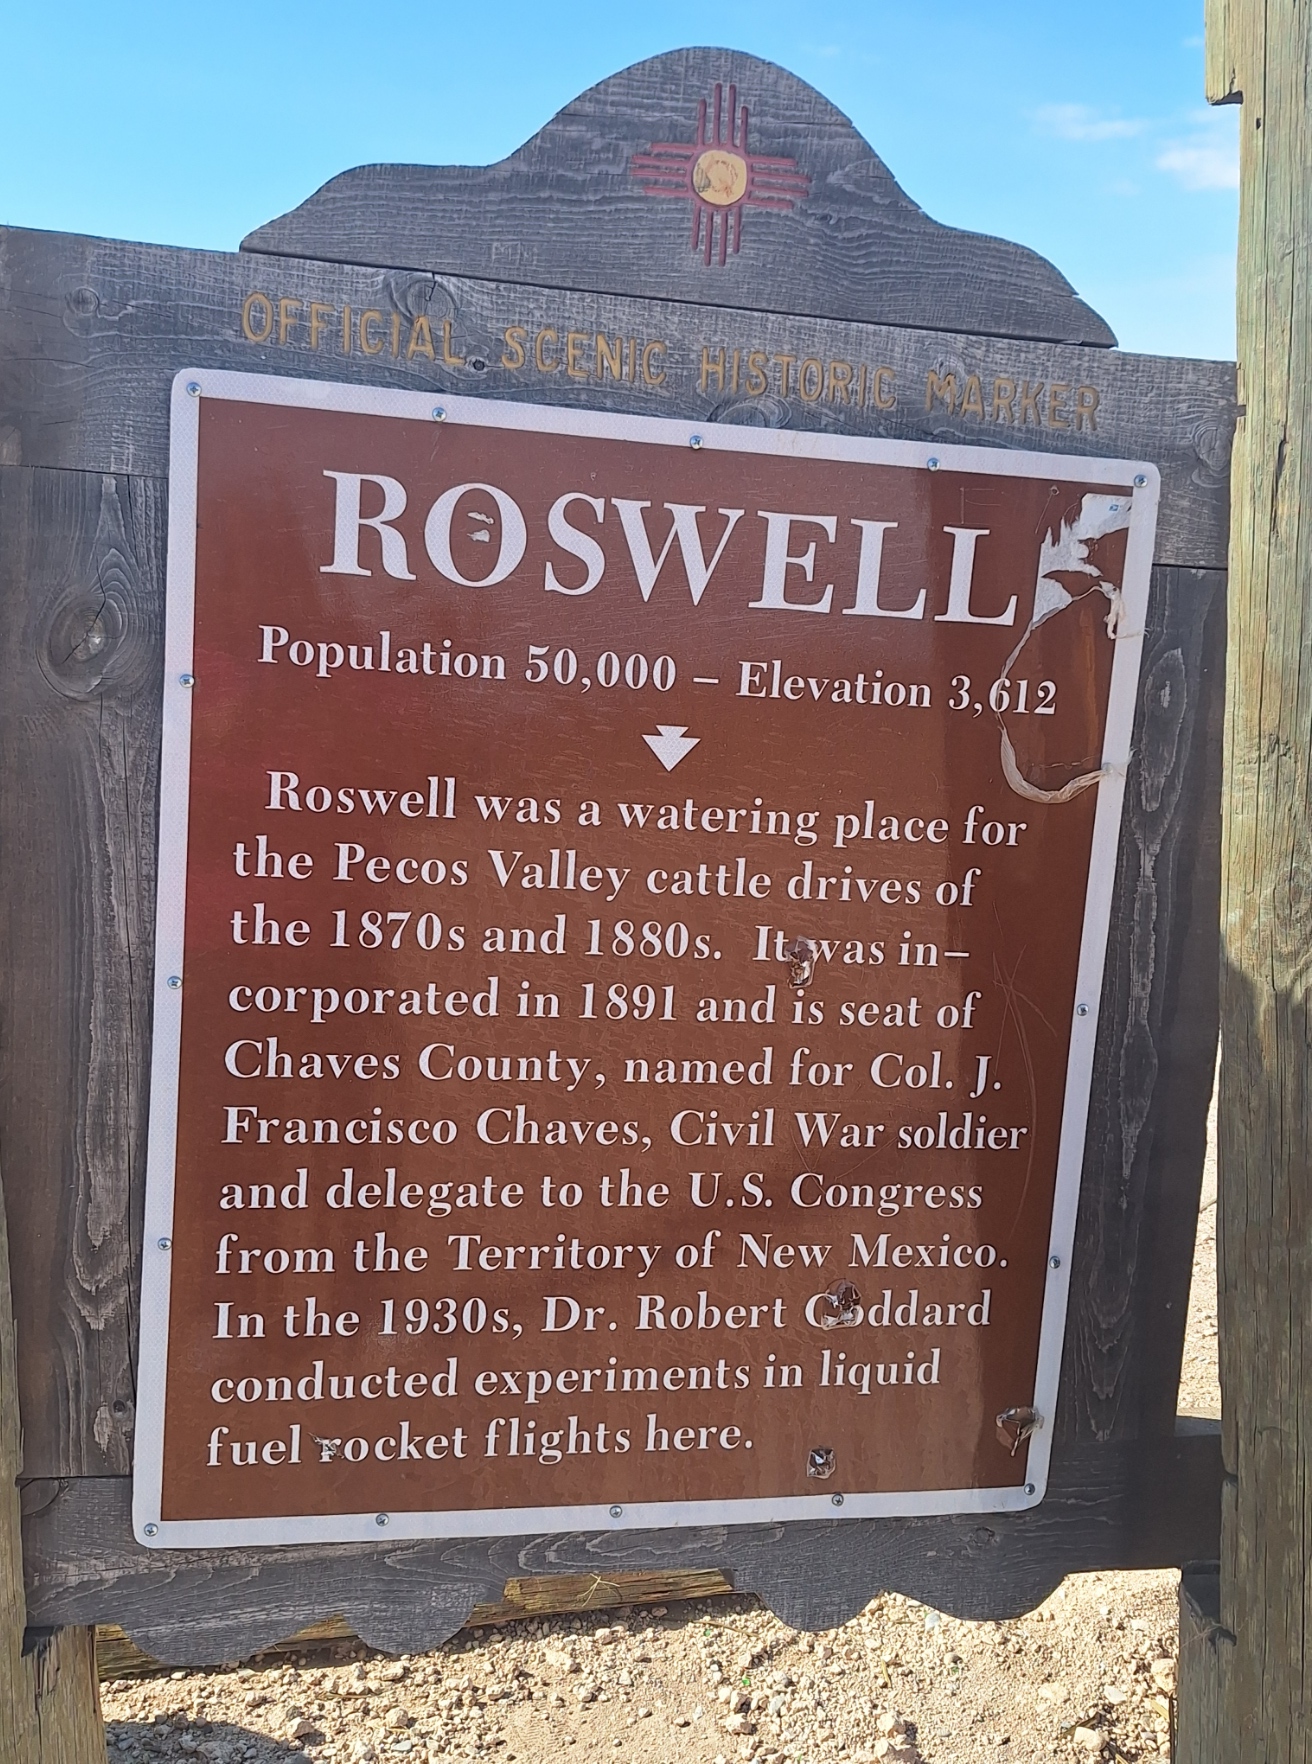 OFFICIAL SCENIC HISTORIC MARKER
ROSWELL
Population 50,000 – Elevation 3,612
Roswell was a watering place for
the Pecos Valley cattle drives of
the 1870s and 1880s. It was in–
corporated in 1891 and is seat of
Chaves County, named for Col. J.
Francisco Chaves, Civil War soldier
and delegate to the U.S. Congress
from the Territory of New Mexico.
In the 1930s, Dr. Robert Goddard
conducted experiments in liquid
fuel rocket flights here.